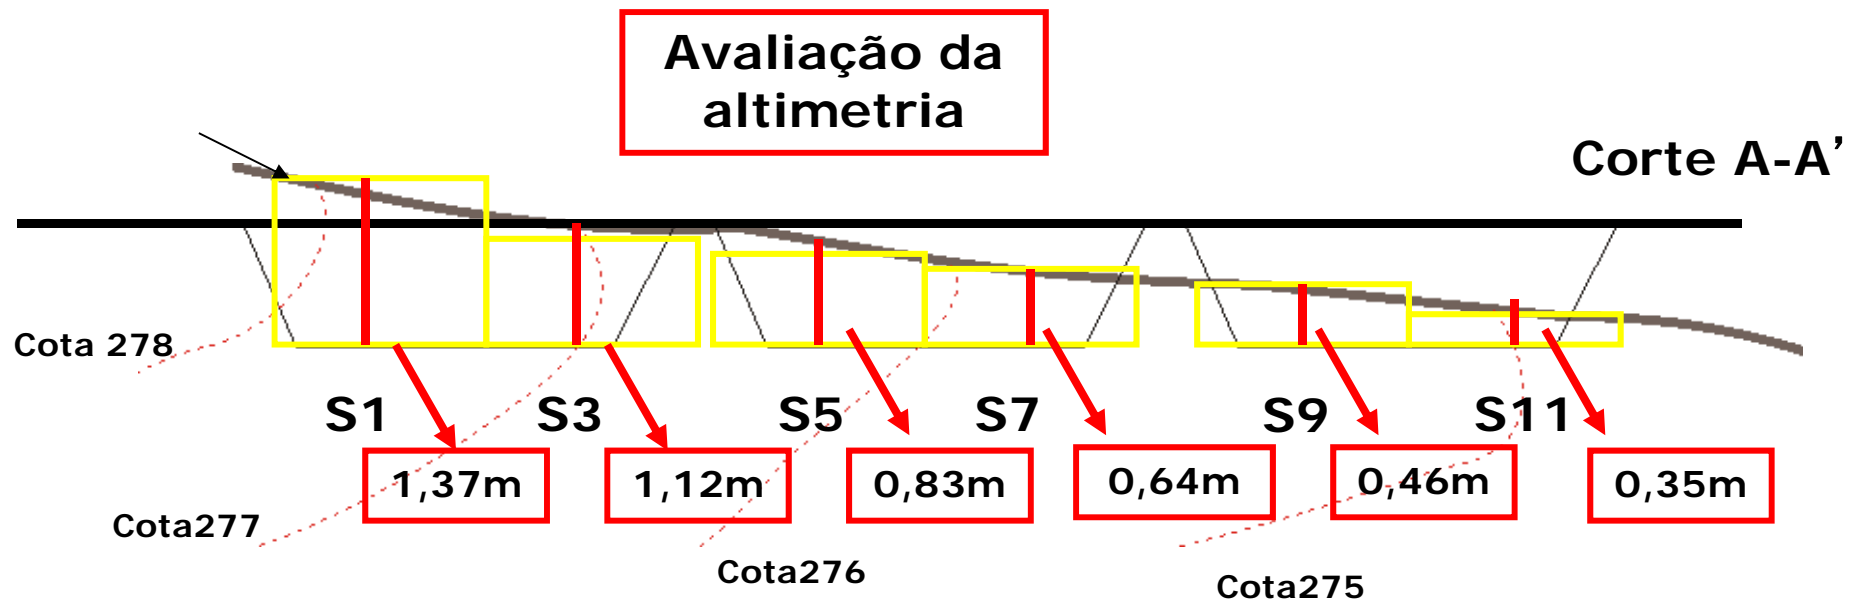 Avaliação da
altimetria
Corte A-A’
Cota 278
S1
S3
S5
S7
S9
S11
1,37m
1,12m
0,83m
0,64m
0,46m
0,35m
Cota277
Cota276
Cota275